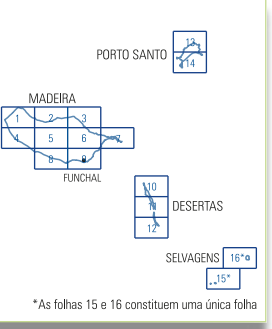 13
PORTO SANTO
14
MADEIRA
1 2 3
4 5 6 7
8 9
FUNCHAL
10
11
DESERTAS
12
SELVAGENS 16*
15*
*As folhas 15 e 16 constituem uma única folha